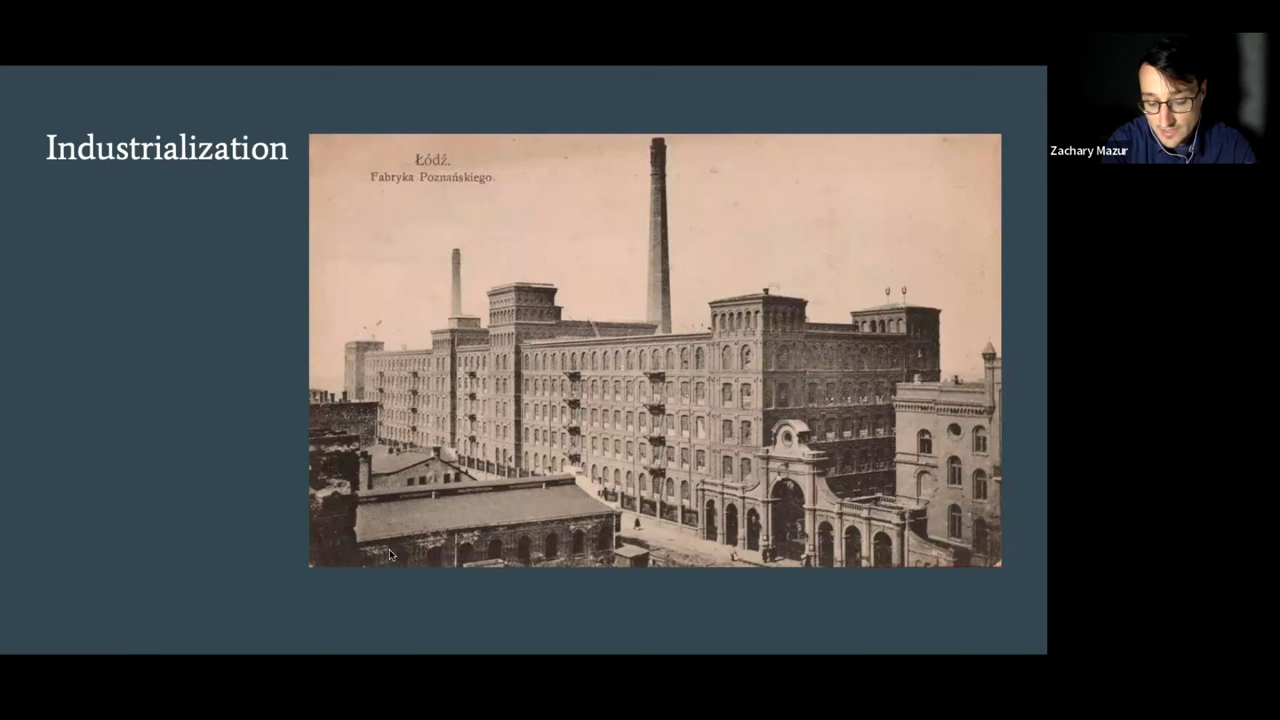 Industrialization
Łódź.
Fabryka Poznańskiego.
Zachary Mazur